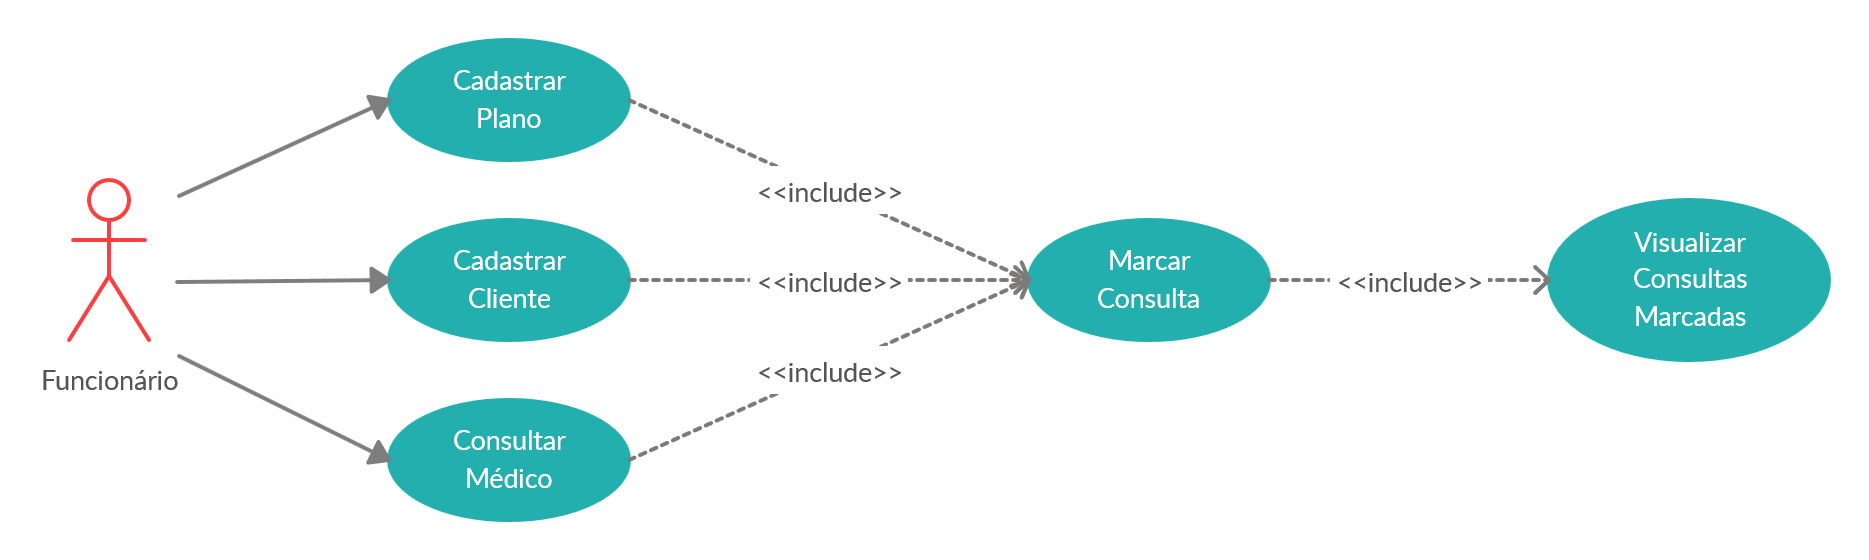 Cadastrar
Plano
<<include>>
Cadastrar
Cliente
<<include>>
Marcar
Consulta
<<include>>
Visualizar
Consultas
Marcadas
Funcionário
<<include>>
Consultar
Médico